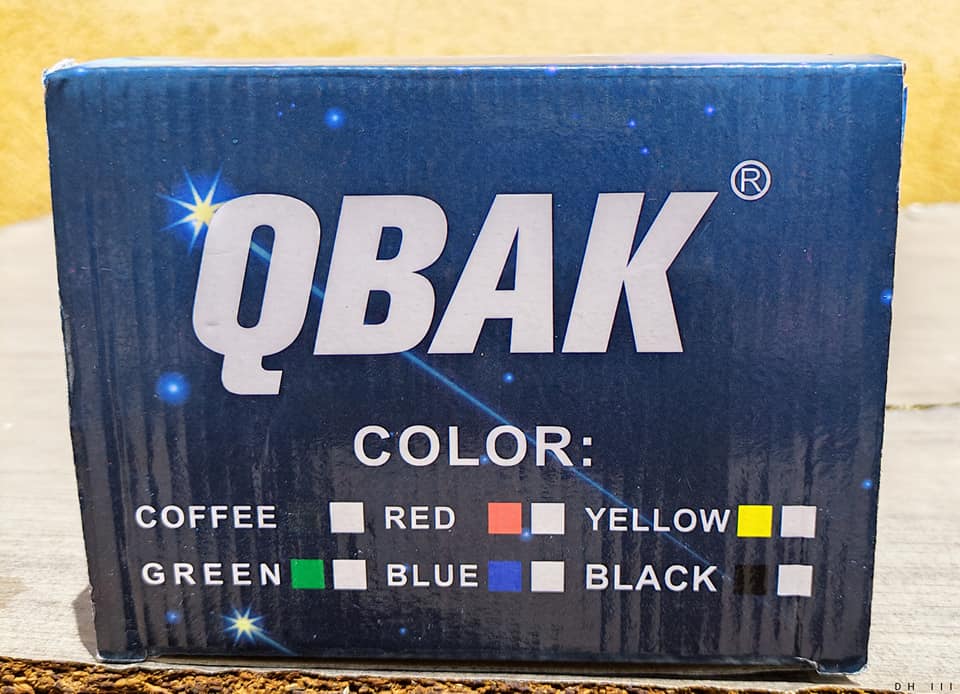 QBAK®
COLOR:
COFFEE RED YELLOW
GREEN BLUE BLACK
DH III